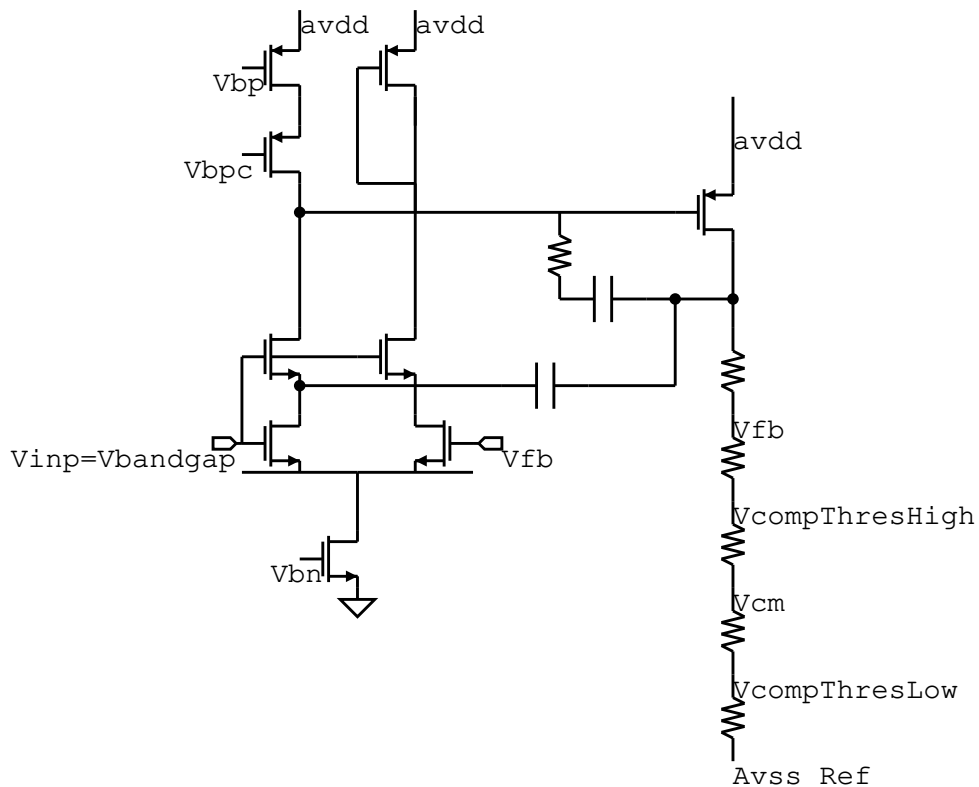 avdd
avdd
Vbp
avdd
Vbpc
Vfb
Vinp=Vbandgap
Vfb
VcompThresHigh
Vbn
Vcm
VcompThresLow
Avss Ref